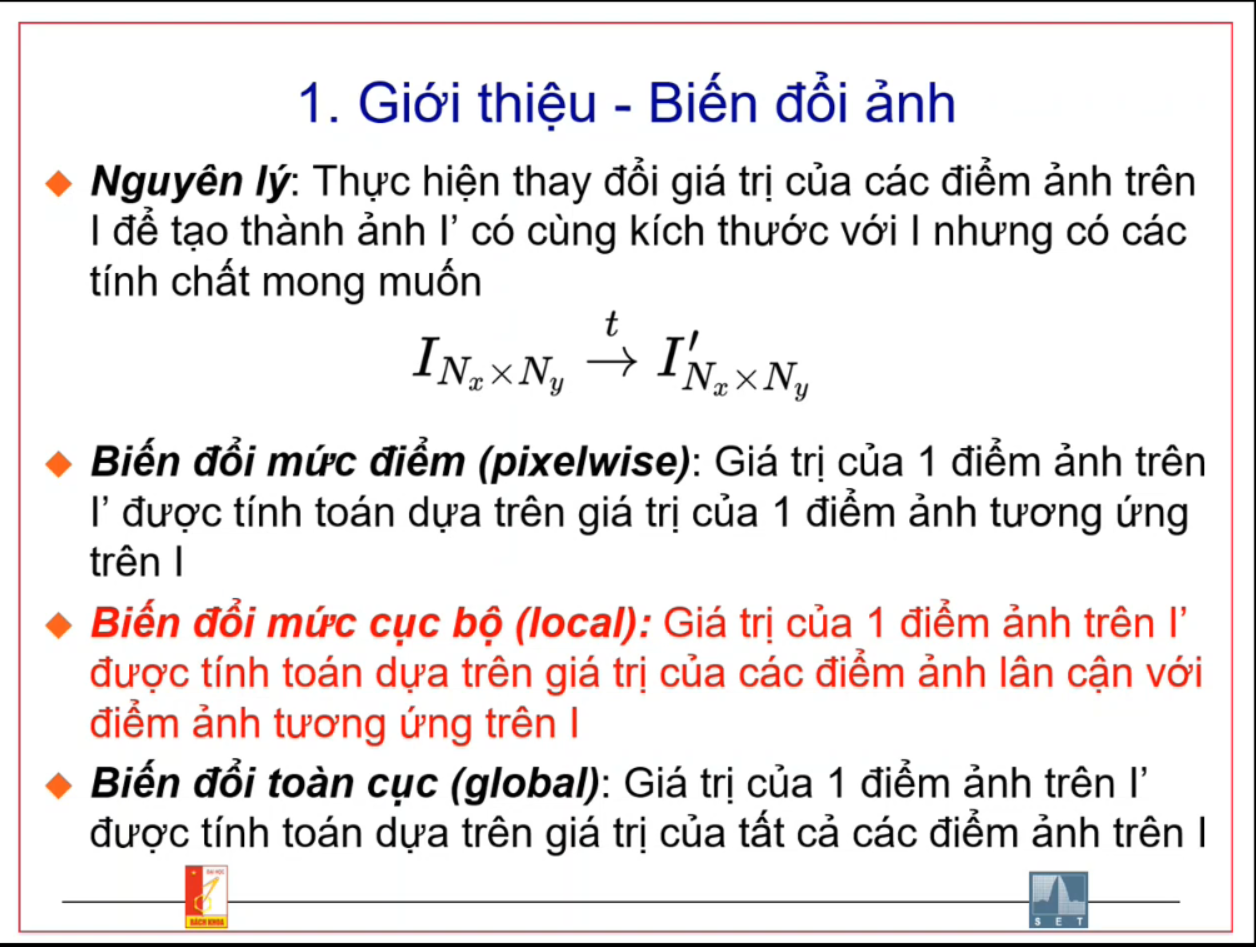 1. Giới thiệu - Biến đổi ảnh
Nguyên lý: Thực hiện thay đổi giá trị của các điểm ảnh trên
I để tạo thành ảnh I’ có cùng kích thước với I nhưng có các
tính chất mong muốn
I_{N_x×N_y} \xrightarrow{t} I'_{N_x×N_y}
Biến đổi mức điểm (pixelwise): Giá trị của 1 điểm ảnh trên
I’ được tính toán dựa trên giá trị của 1 điểm ảnh tương ứng
trên I
Biến đổi mức cục bộ (local): Giá trị của 1 điểm ảnh trên I’
được tính toán dựa trên giá trị của các điểm ảnh lân cận với
điểm ảnh tương ứng trên I
Biến đổi toàn cục (global): Giá trị của 1 điểm ảnh trên I’
được tính toán dựa trên giá trị của tất cả các điểm ảnh trên I
ĐẠI HỌC
BÁCH KHOA
S E T